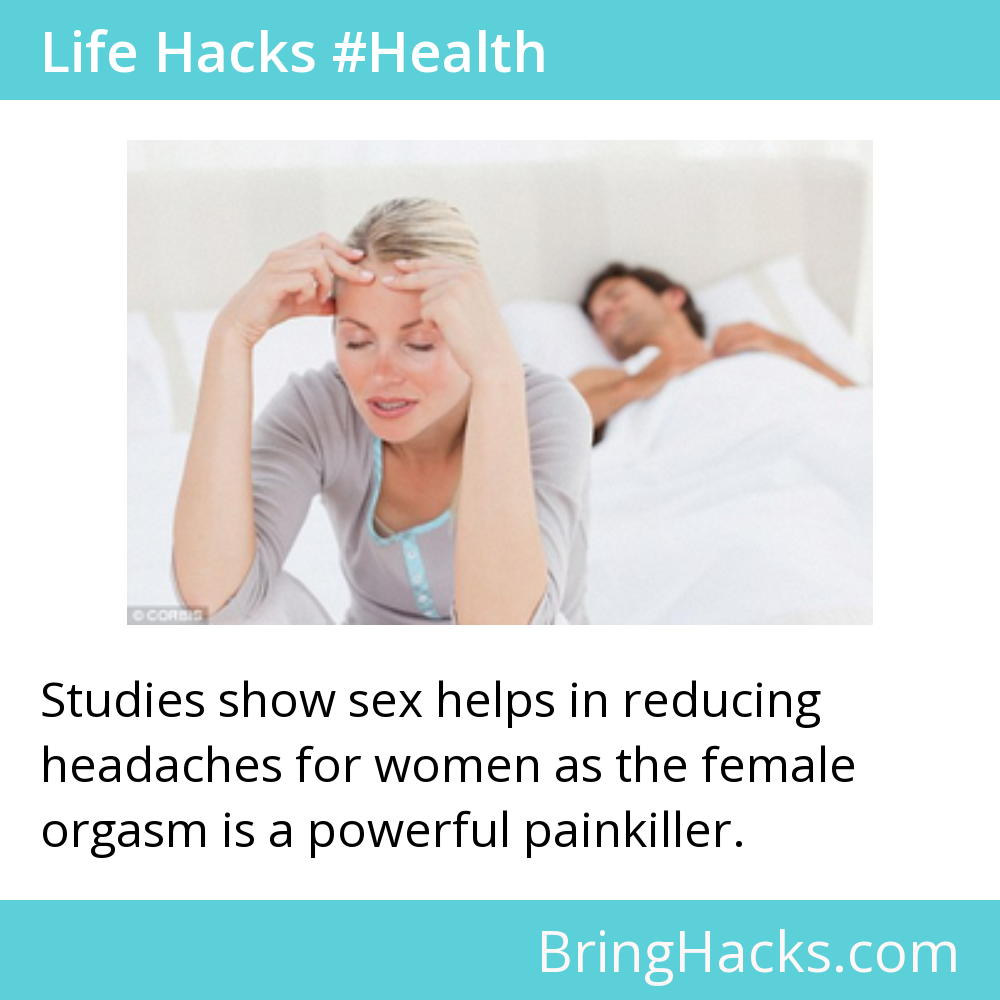 Life Hacks #Health
© CORBIS
Studies show sex helps in reducing
headaches for women as the female
orgasm is a powerful painkiller.
BringHacks.com